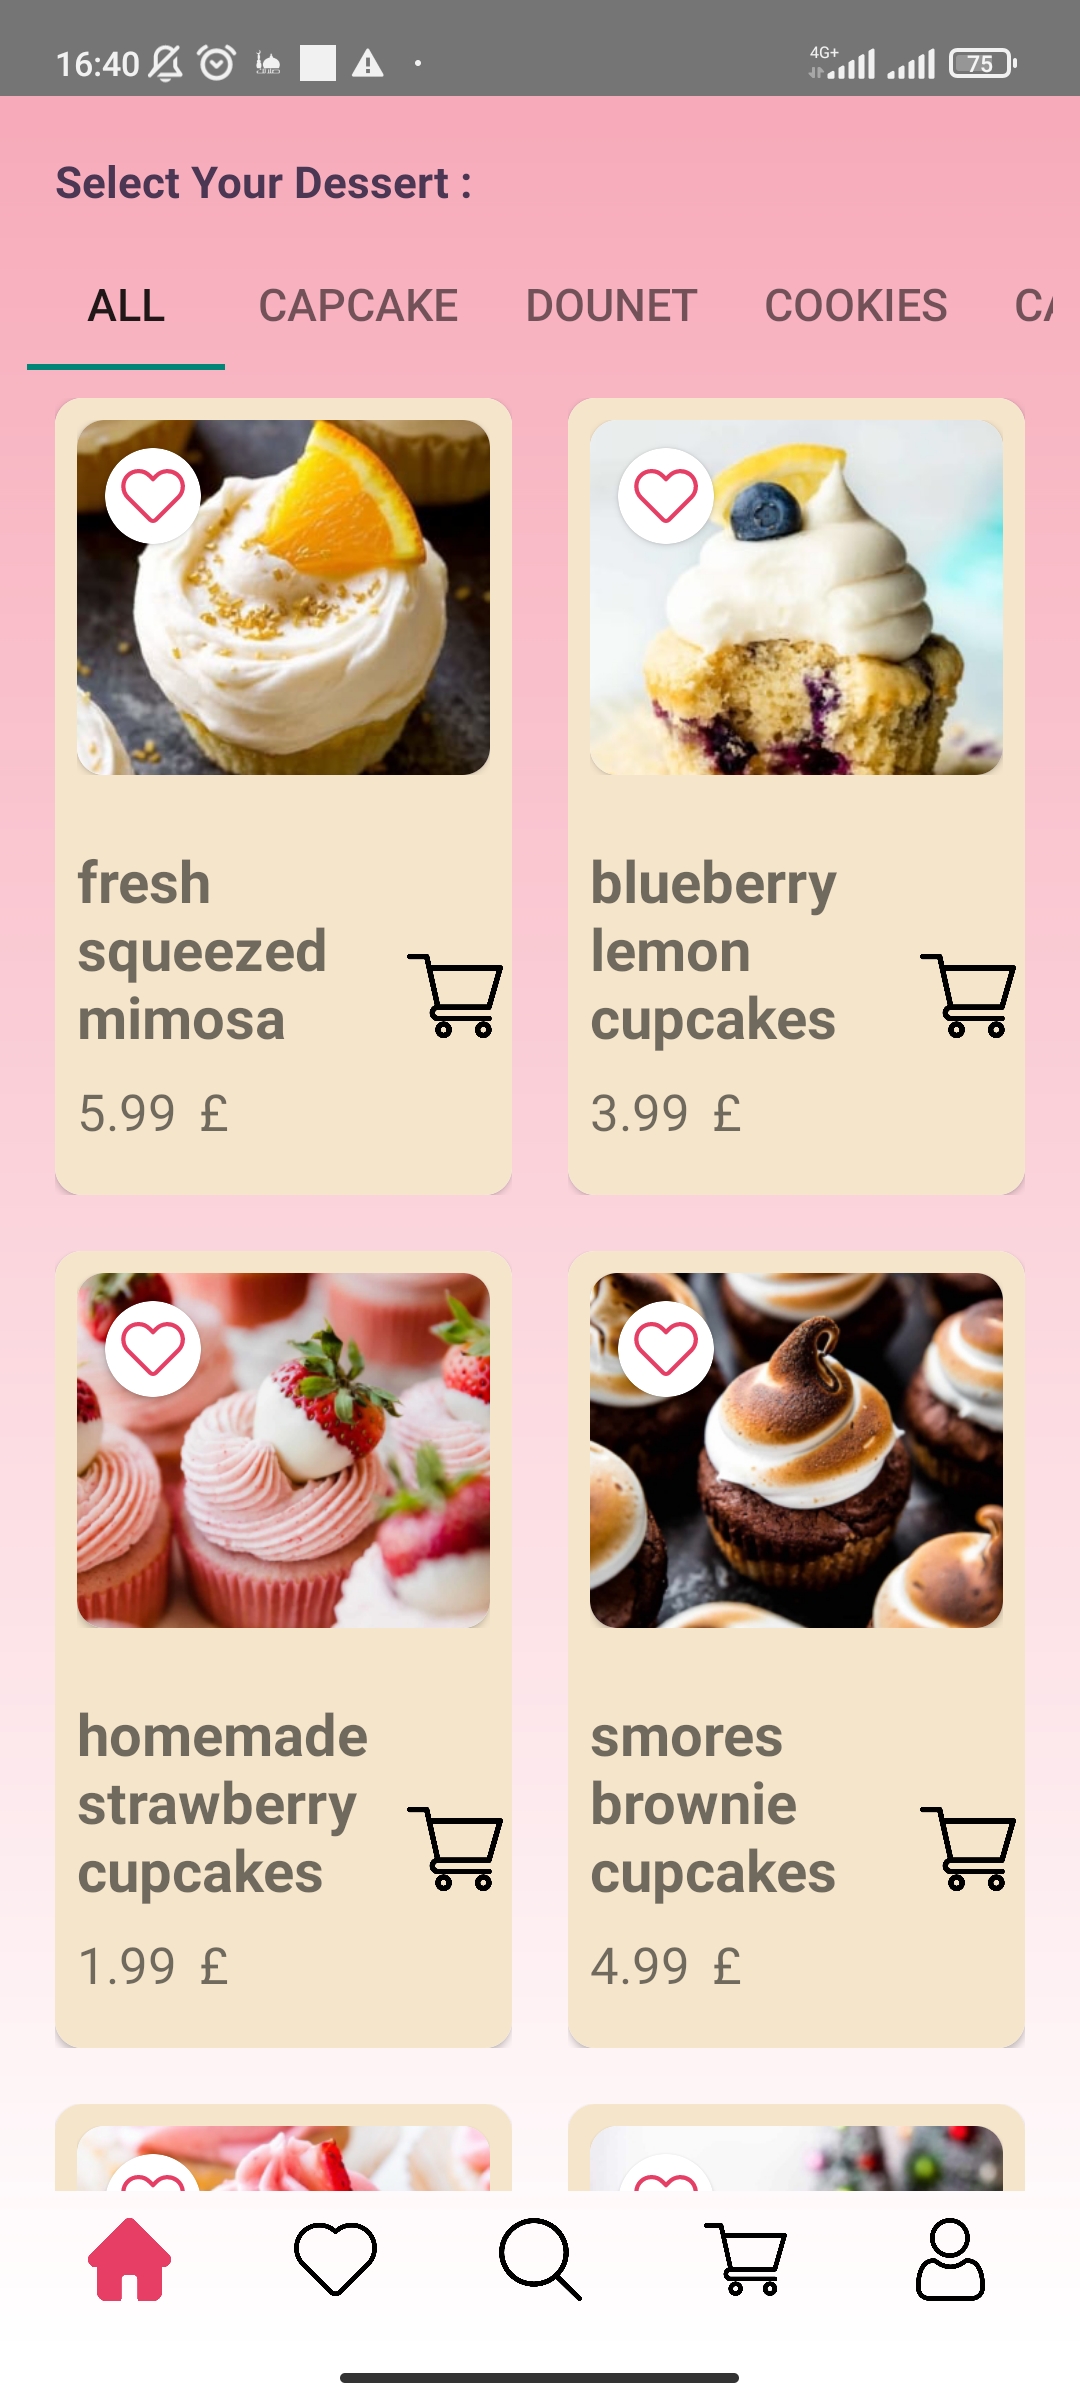 16:40
4G+
75
Select Your Dessert :
ALL CAPCAKE DOUNET COOKIES CA
fresh
squeezed
mimosa
5.99 £
blueberry
lemon
cupcakes
3.99 £
homemade
strawberry
cupcakes
1.99 £
smores
brownie
cupcakes
4.99 £